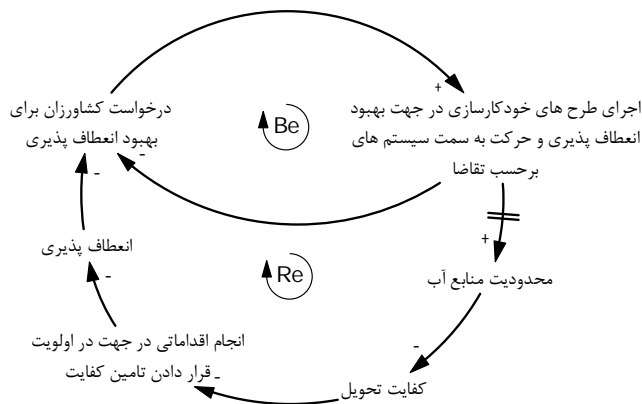 درخواست کشاورزان برای
بهبود انعطاف پذیری
-
-
Be
+
اجرای طرح های خودکارسازی در جهت بهبود
انعطاف پذیری و حرکت به سمت سیستم های
برحسب تقاضا
+
محدودیت منابع آب
Re
انعطاف پذیری
-
انجام اقداماتی در جهت در اولویت
قرار دادن تامین کفایت
-
-
کفایت تحویل